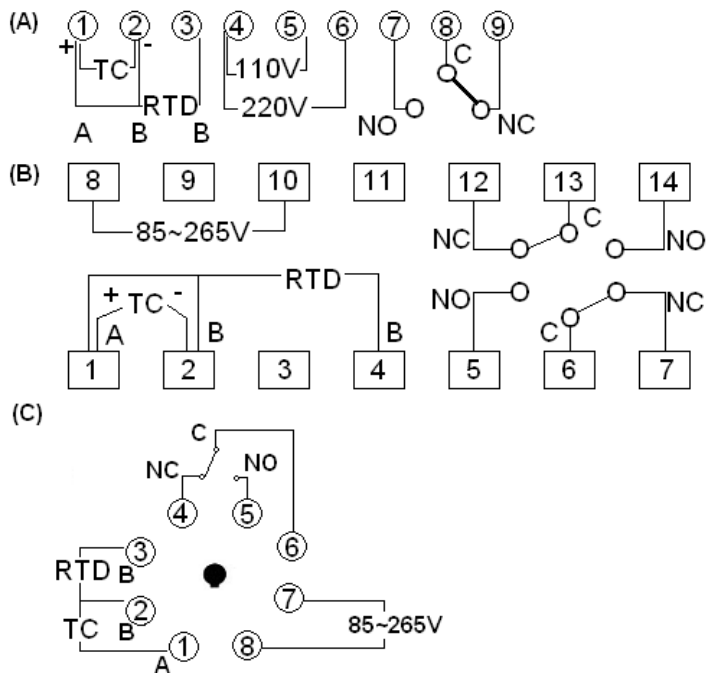 (A) 1 2 3 4 5 6 7 8 9
+ TC - 110V C
RTD 220V NO NC
A B B
(B) 8 9 10 11 12 13 14
85~265V NC C NO
RTD
+ TC - NO NC
A B B C
1 2 3 4 5 6 7
(C)
C
NC NO
4 5
6
3
RTD B
7
2
TC B 85~265V
1 8
A